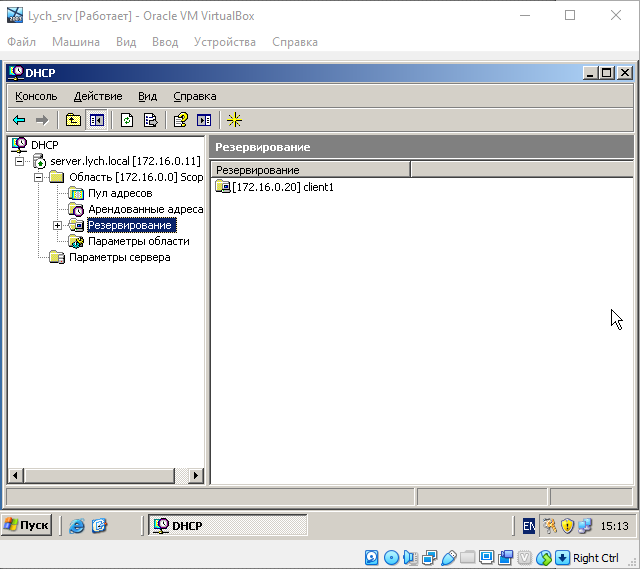 Lych_srv [Работает] - Oracle VM VirtualBox
Файл Машина Вид Ввод Устройства Справка
DHCP
Консоль Действие Вид Справка
DHCP
server.lych.local [172.16.0.11]
Область [172.16.0.0] Scop
Пул адресов
Арендованные адреса
Резервирование
Параметры области
Параметры сервера
Резервирование
Резервирование
[172.16.0.20] client1
Пуск
DHCP
EN
15:13
Right Ctrl